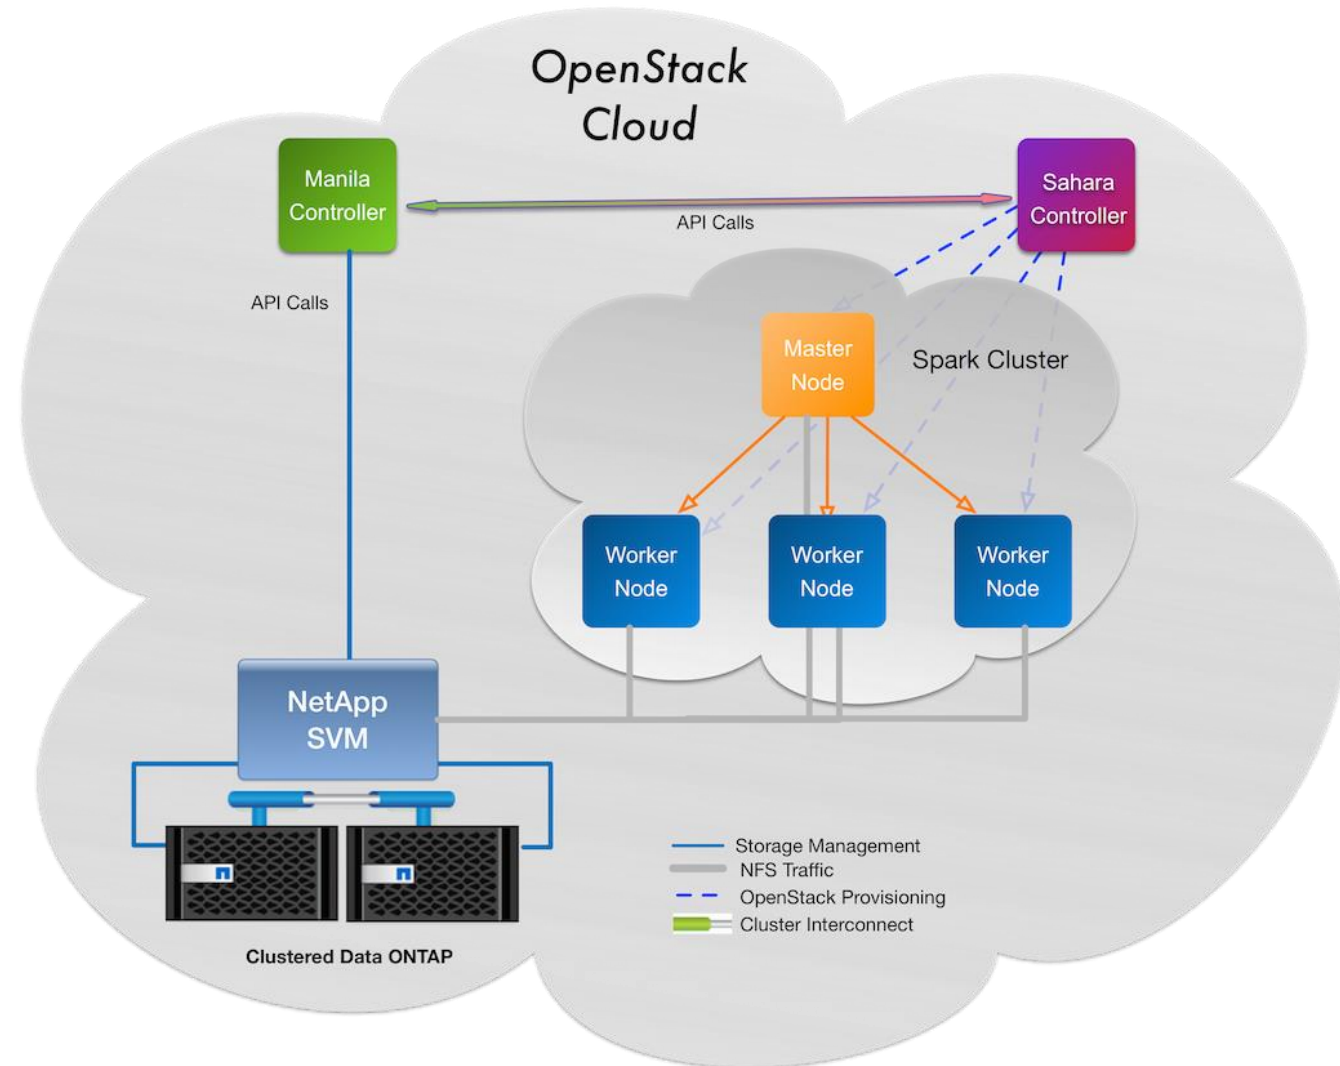 OpenStack
Cloud
Manila
Controller
Sahara
Controller
API Calls
API Calls
Master
Node
Spark Cluster
Worker
Node
Worker
Node
Worker
Node
NetApp
SVM
Storage Management
NFS Traffic
OpenStack Provisioning
Cluster Interconnect
Clustered Data ONTAP